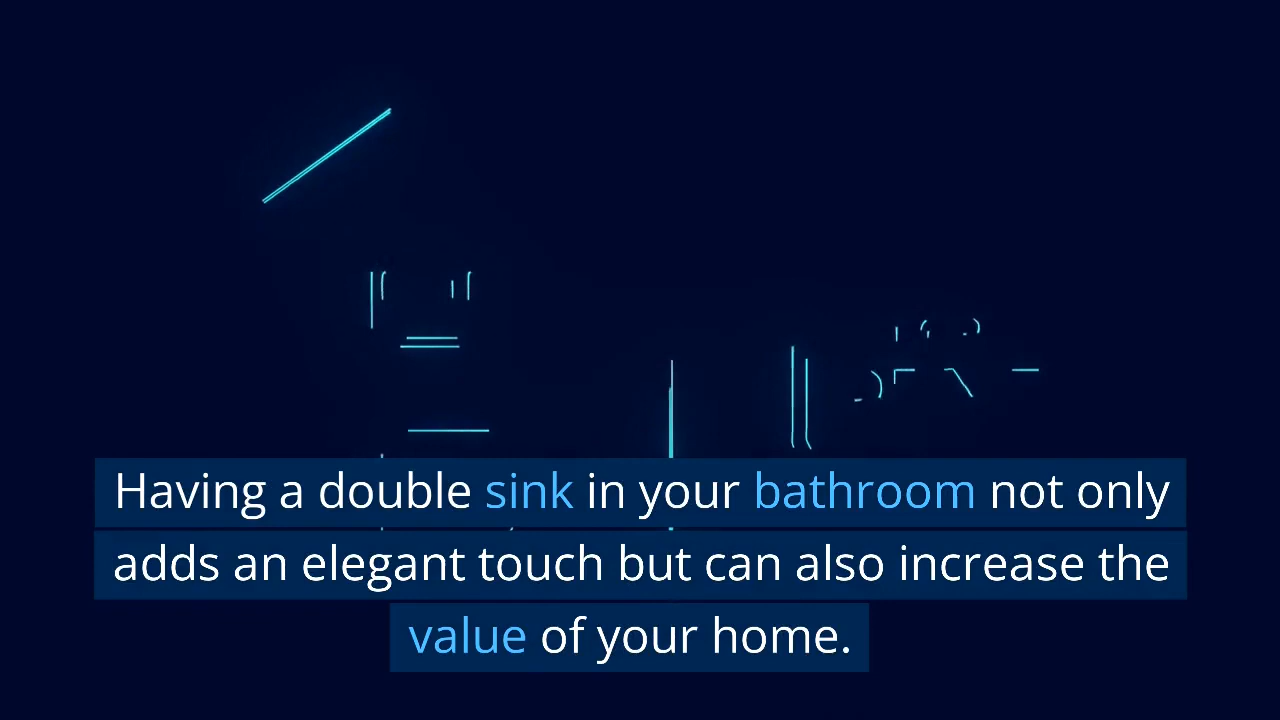 Having a double sink in your bathroom not only
adds an elegant touch but can also increase the
value of your home.